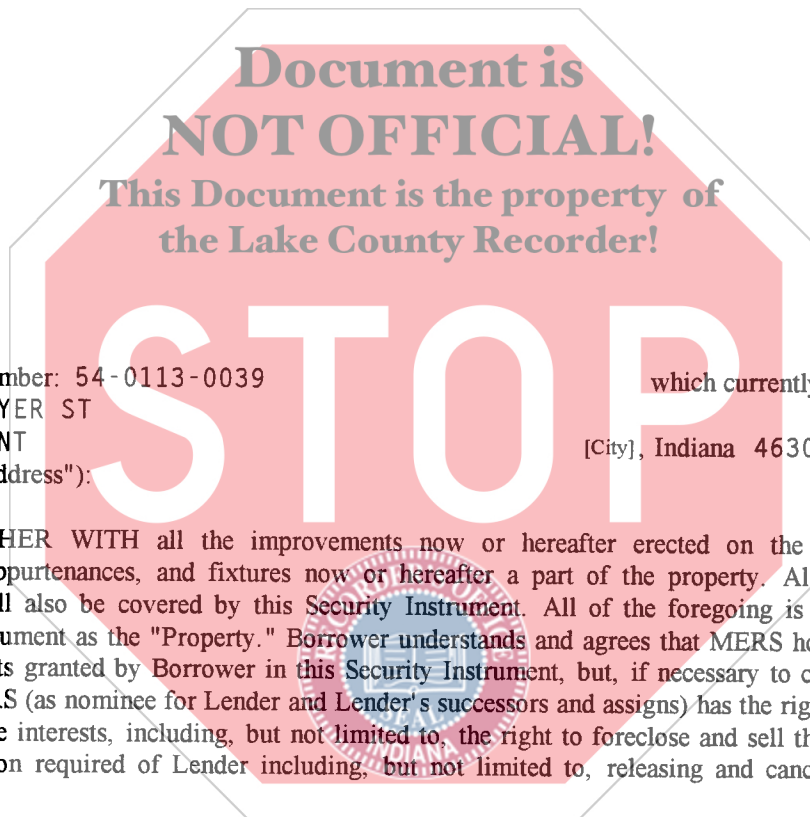 Document is
NOT OFFICIAL!
This Document is the property of
the Lake County Recorder!
STOP
mber: 54-0113-0039 which currently
YER ST
NT [City], Indiana 4630
ddress"):
HER WITH all the improvements now or hereafter erected on the
ppurtenances, and fixtures now or hereafter a part of the property. Al
ll also be covered by this Security Instrument. All of the foregoing is
ument as the "Property." Borrower understands and agrees that MERS ho
ts granted by Borrower in this Security Instrument, but, if necessary to c
RS (as nominee for Lender and Lender's successors and assigns) has the rig
e interests, including, but not limited to, the right to foreclose and sell th
on required of Lender including, but not limited to, releasing and canc
RECORDER'S OFFICE
SEAL
INDIANA